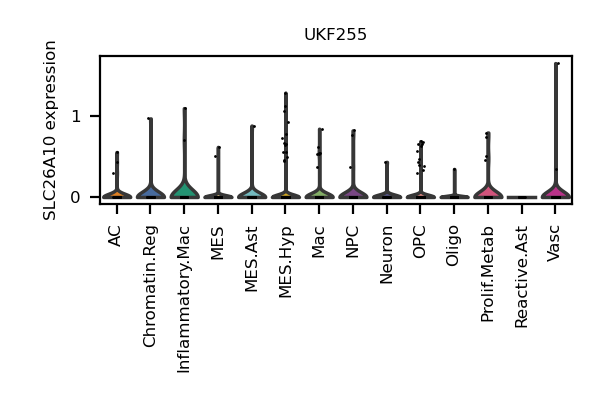 UKF255
SLC26A10 expression
1
0
AC
Chromatin.Reg
Inflammatory.Mac
MES
MES.Ast
MES.Hyp
Mac
NPC
Neuron
OPC
Oligo
Prolif.Metab
Reactive.Ast
Vasc